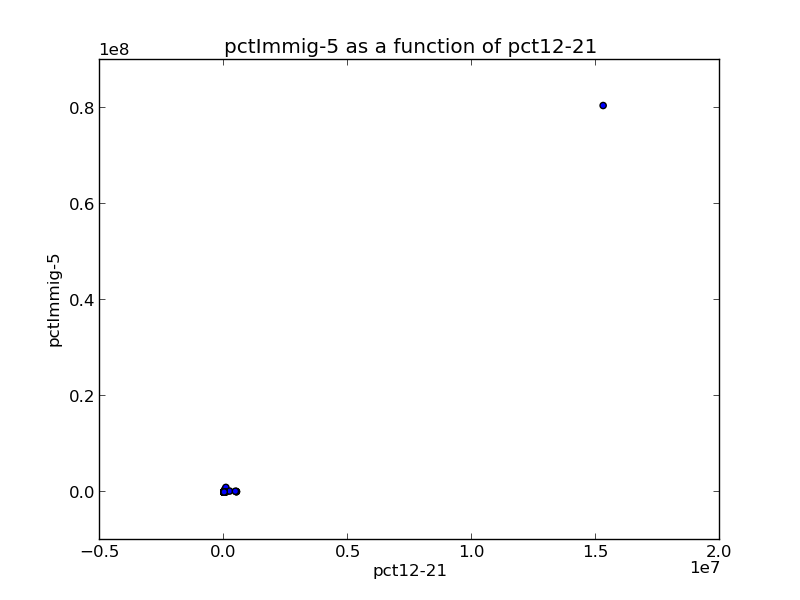 pctImmig-5 as a function of pct12-21
1e8
0.8
0.6
0.4
0.2
0.0
pctImmig-5
−0.5 0.0 0.5 1.0 1.5 2.0
1e7
pct12-21